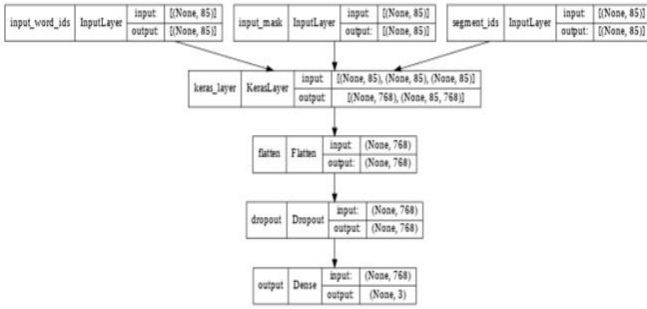 input_word_ids InputLayer input: [(None, 85)] output: [(None, 85)]
input_mask InputLayer input: [(None, 85)] output: [(None, 85)]
segment_ids InputLayer input: [(None, 85)] output: [(None, 85)]
keras_layer KerasLayer input: [(None, 85), (None, 85), (None, 85)] output: [(None, 768), (None, 85, 768)]
flatten Flatten input: (None, 768) output: (None, 768)
dropout Dropout input: (None, 768) output: (None, 768)
output Dense input: (None, 768) output: (None, 3)